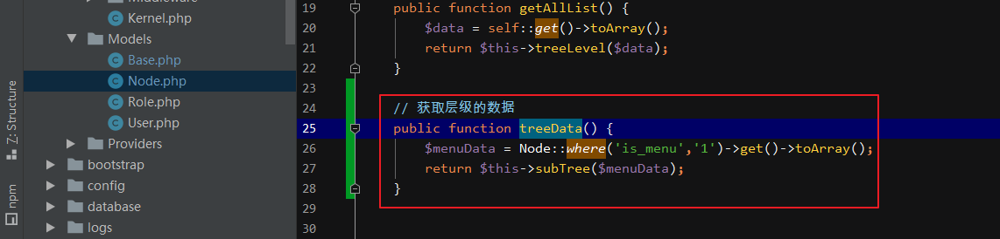 Middleware
Kernel.php
Models
Base.php
Node.php
Role.php
User.php
Providers
bootstrap
config
database
logs
7: Structure
npm
19 public function getAllList() {
20 $data = self::get()->toArray();
21 return $this->treeLevel($data);
22 }
23
24 // 获取层级的数据
25 public function treeData() {
26 $menuData = Node::where('is_menu','1')->get()->toArray();
27 return $this->subTree($menuData);
28 }
29
30